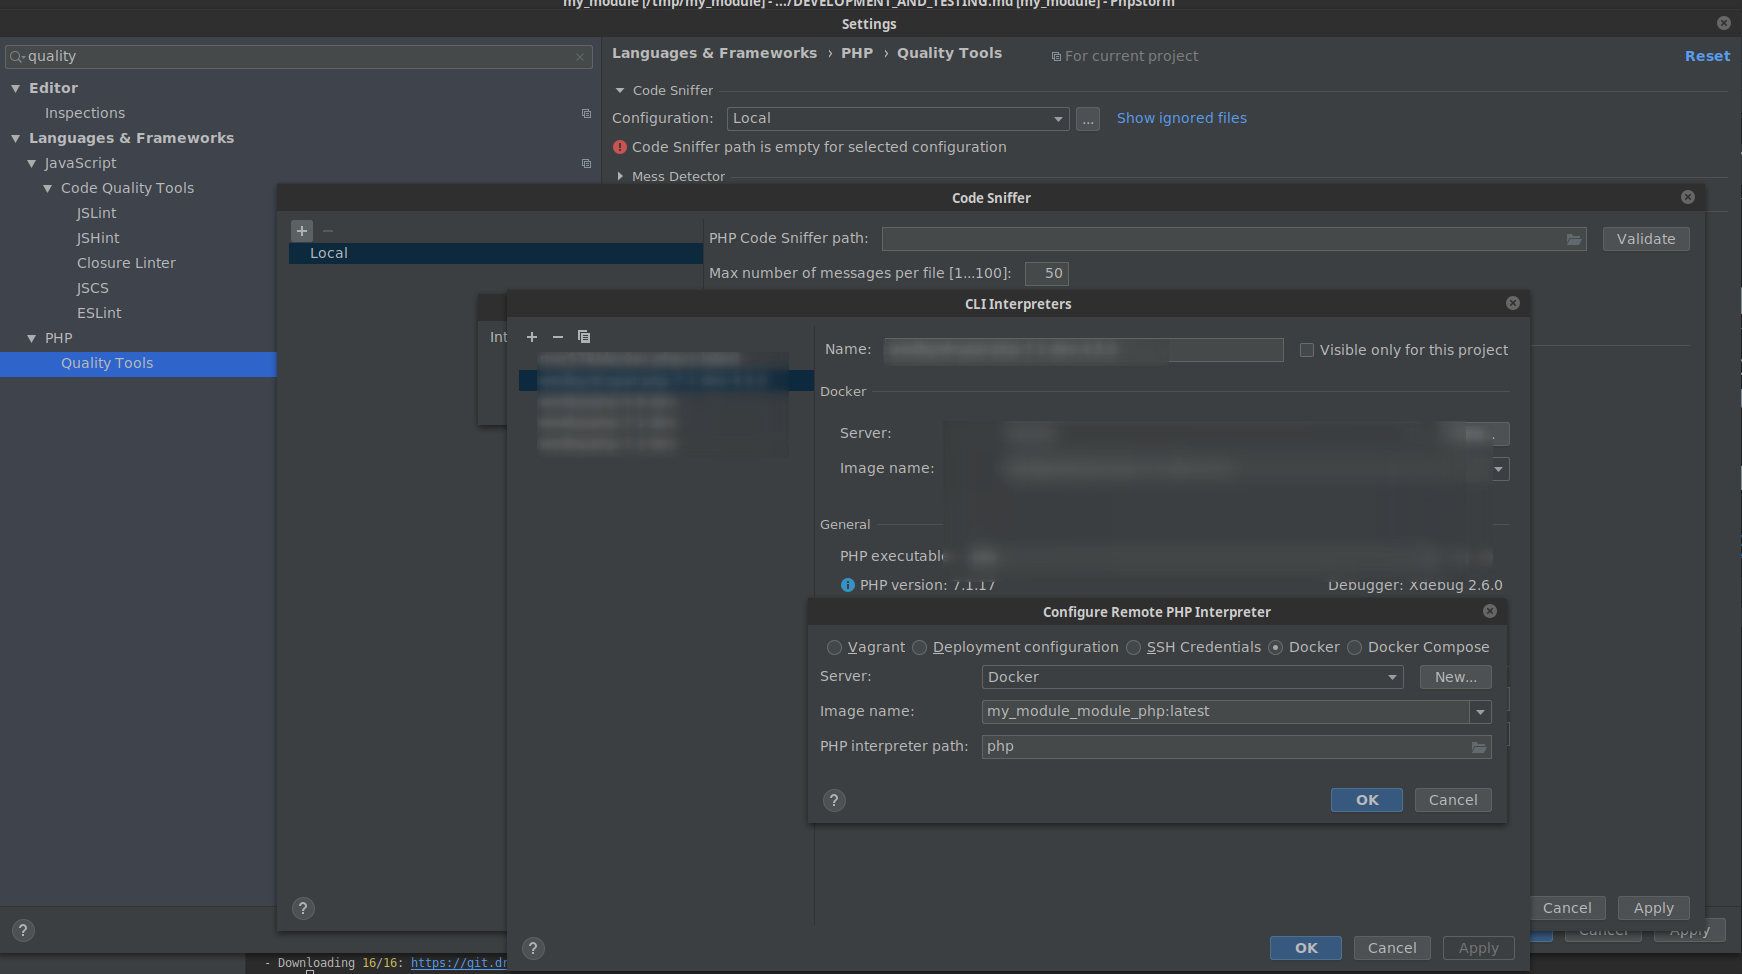 my_module [/tmp/my_module] - .../DEVELOPMENT_AND_TESTING.md [my_module] - PhpStorm
Settings
quality
Editor
Inspections
Languages & Frameworks
JavaScript
Code Quality Tools
JSLint
JSHint
Closure Linter
JSCS
ESLint
PHP
Quality Tools
Languages & Frameworks › PHP › Quality Tools
For current project
Reset
Code Sniffer
Configuration: Local ... Show ignored files
Code Sniffer path is empty for selected configuration
Mess Detector
Code Sniffer
+ −
Local
PHP Code Sniffer path: Validate
Max number of messages per file [1...100]: 50
Int
CLI Interpreters
Name: Visible only for this project
Docker
Server:
Image name:
General
PHP executabl
PHP version: 7.1.17 Debugger: Xdebug 2.6.0
Configure Remote PHP Interpreter
Vagrant Deployment configuration SSH Credentials Docker Docker Compose
Server: Docker New...
Image name: my_module_module_php:latest
PHP interpreter path: php
? OK Cancel
? Cancel Apply
? Cancel Apply
? OK Cancel Apply
- Downloading 16/16: https://git.dr